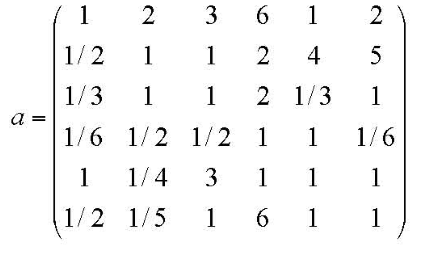 1 2 3 6 1 2
1/2 1 1 2 4 5
1/3 1 1 2 1/3 1
a = 1/6 1/2 1/2 1 1 1/6
1 1/4 3 1 1 1
1/2 1/5 1 6 1 1